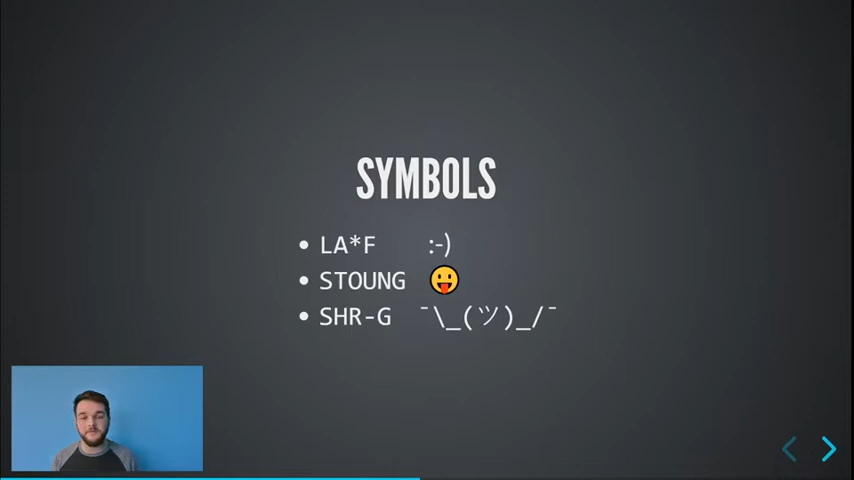 SYMBOLS
• LA*F :-)
• STOUNG 😛
• SHR-G ¯\_(ツ)_/¯